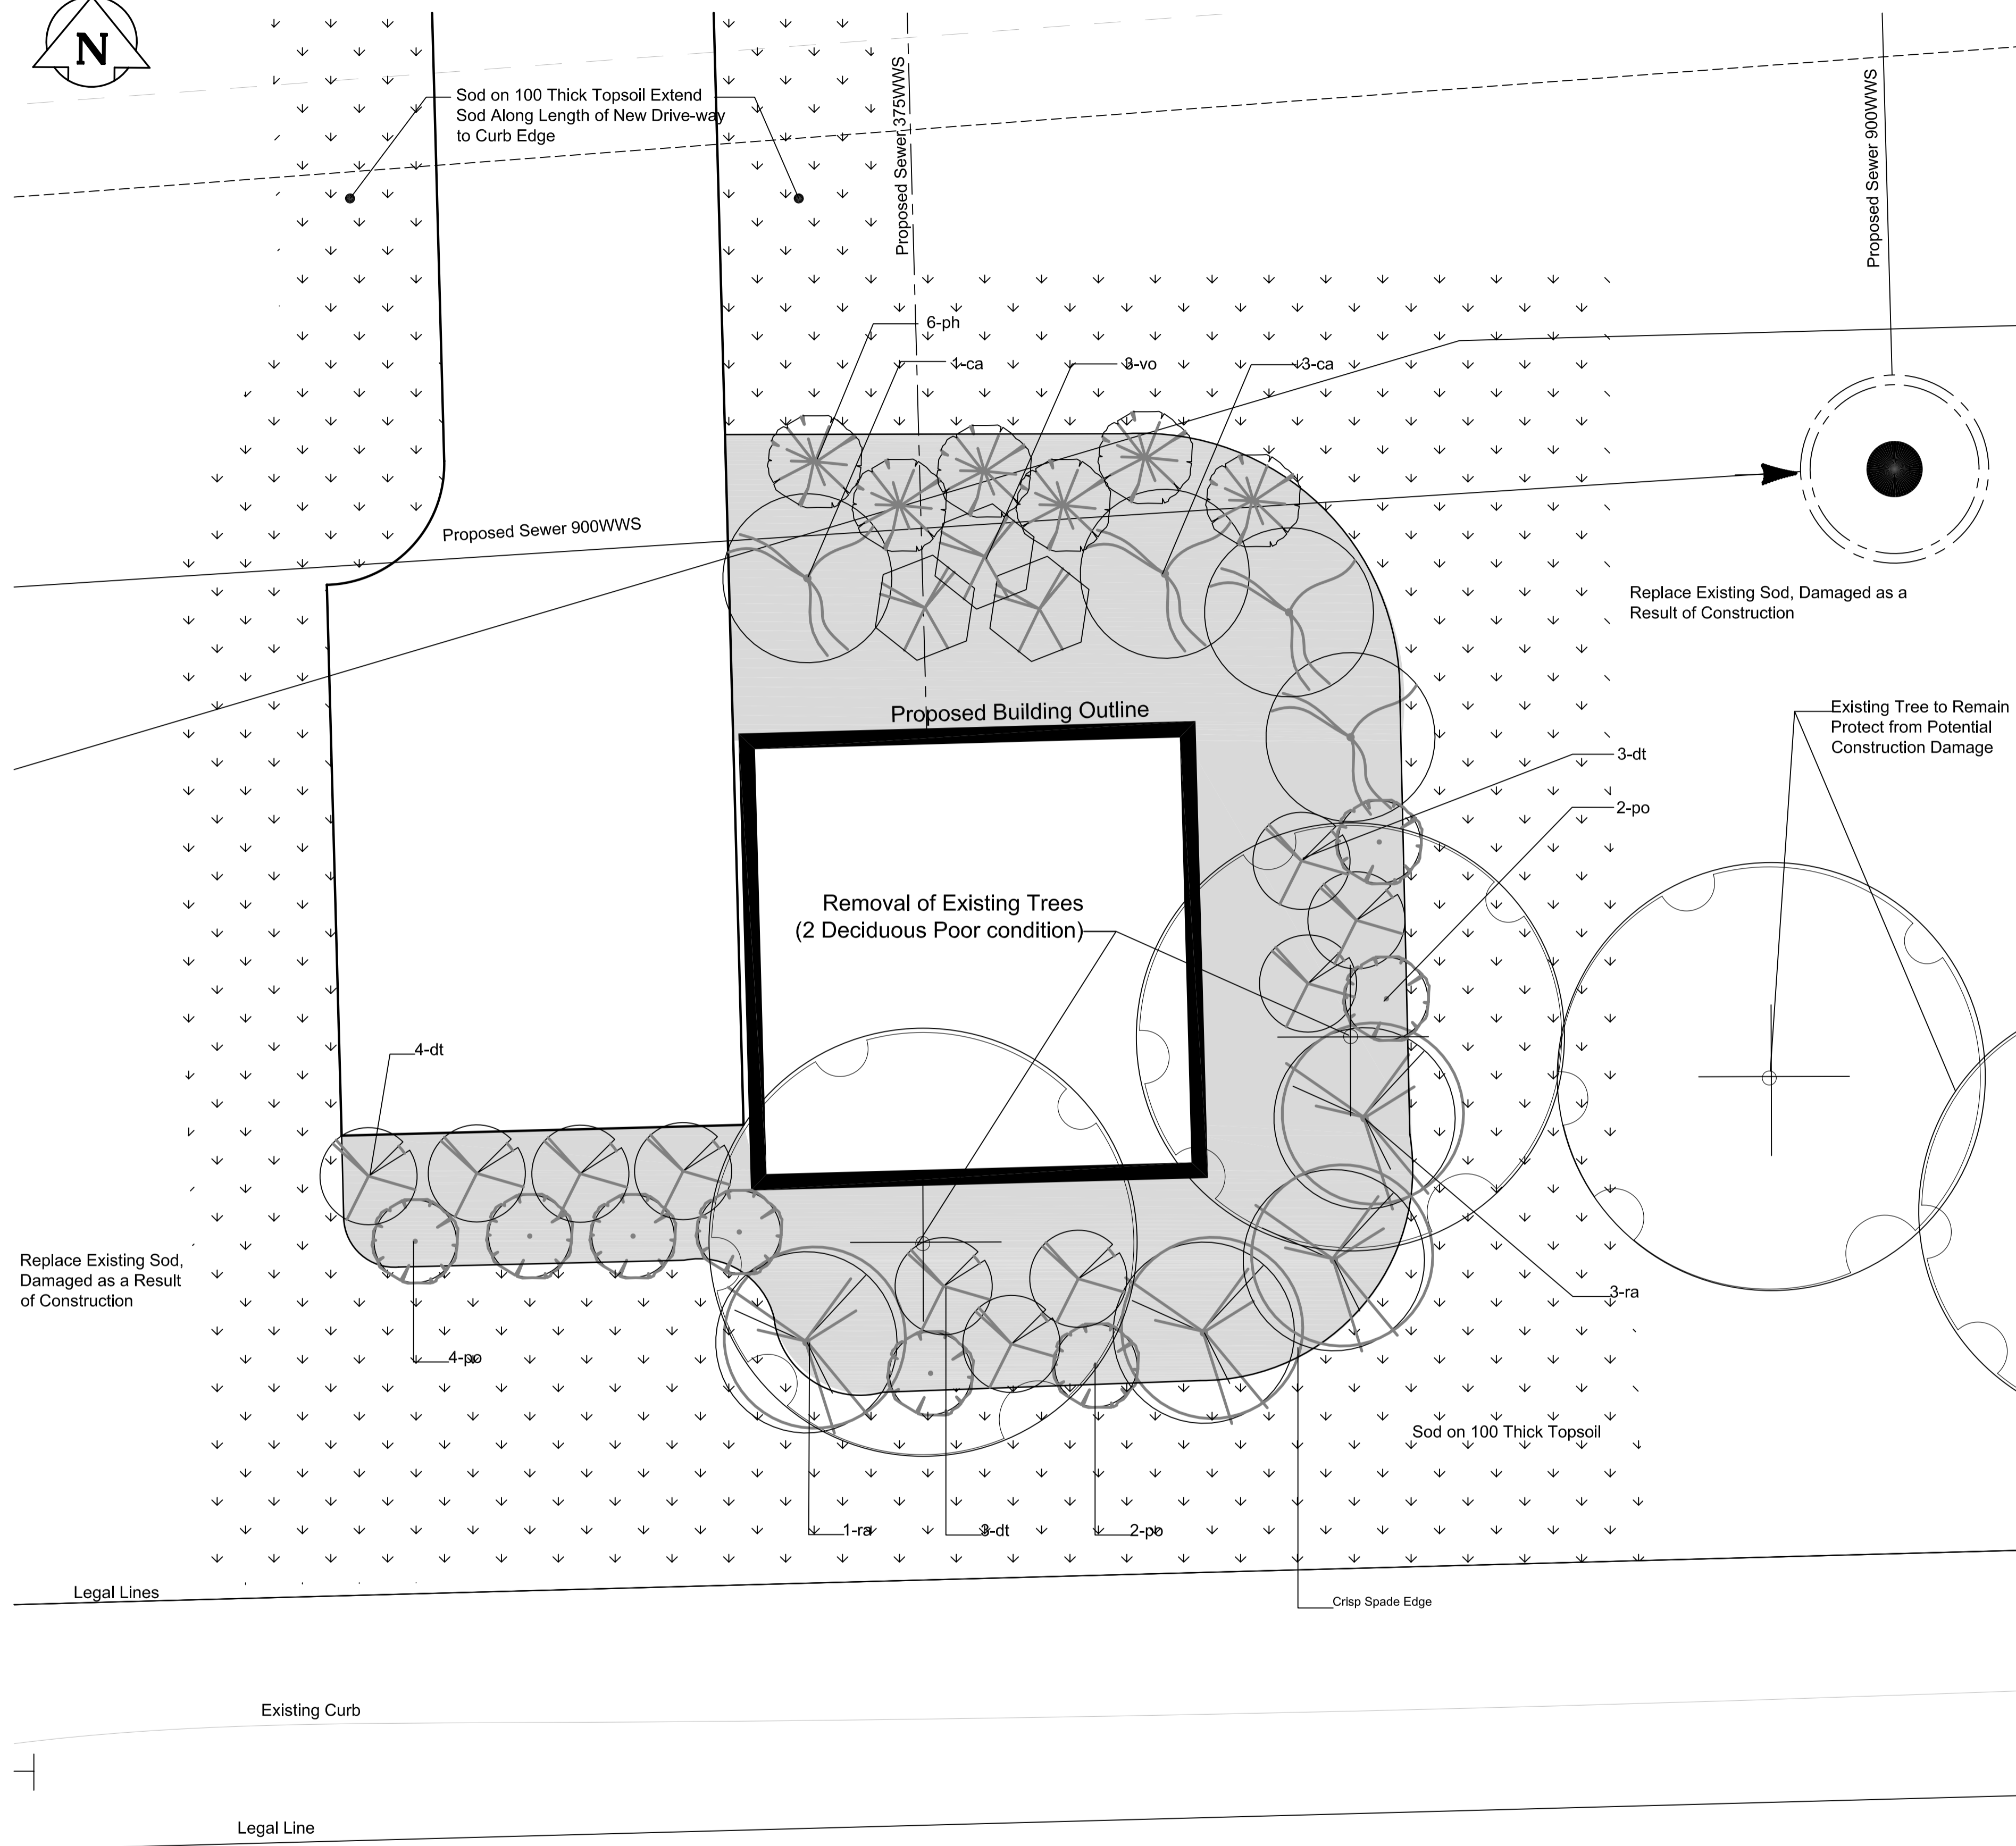 N
Sod on 100 Thick Topsoil Extend
Sod Along Length of New Drive-way
to Curb Edge
Proposed Sewer 375WWS
Proposed Sewer 900WWS
6-ph
1-ca
3-vo
3-ca
Proposed Sewer 900WWS
Replace Existing Sod, Damaged as a
Result of Construction
Proposed Building Outline
Existing Tree to Remain
Protect from Potential
Construction Damage
3-dt
2-po
Removal of Existing Trees
(2 Deciduous Poor condition)
4-dt
Replace Existing Sod,
Damaged as a Result
of Construction
3-ra
4-po
Sod on 100 Thick Topsoil
1-ra
3-dt
2-po
Legal Lines
Crisp Spade Edge
Existing Curb
Legal Line